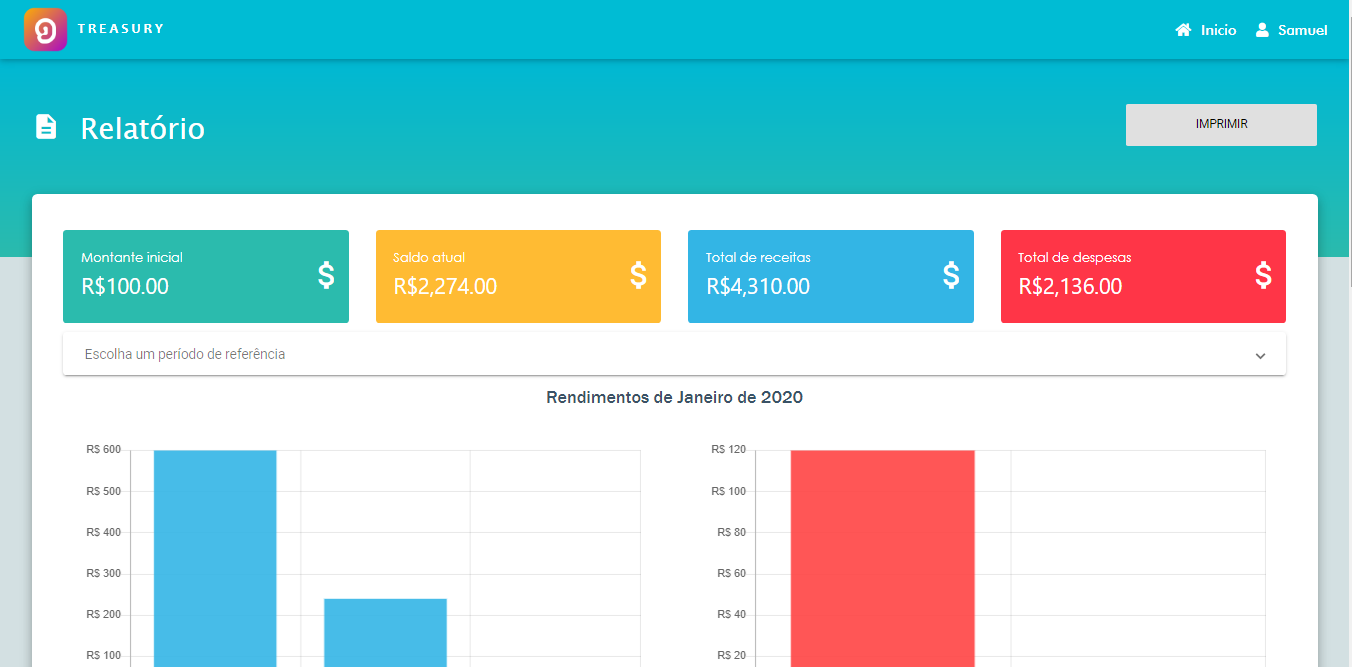 TREASURY
Inicio
Samuel
Relatório
IMPRIMIR
Montante inicial
R$100.00
$
Saldo atual
R$2,274.00
$
Total de receitas
R$4,310.00
$
Total de despesas
R$2,136.00
$
Escolha um período de referência
Rendimentos de Janeiro de 2020
R$ 600
R$ 500
R$ 400
R$ 300
R$ 200
R$ 100
R$ 120
R$ 100
R$ 80
R$ 60
R$ 40
R$ 20